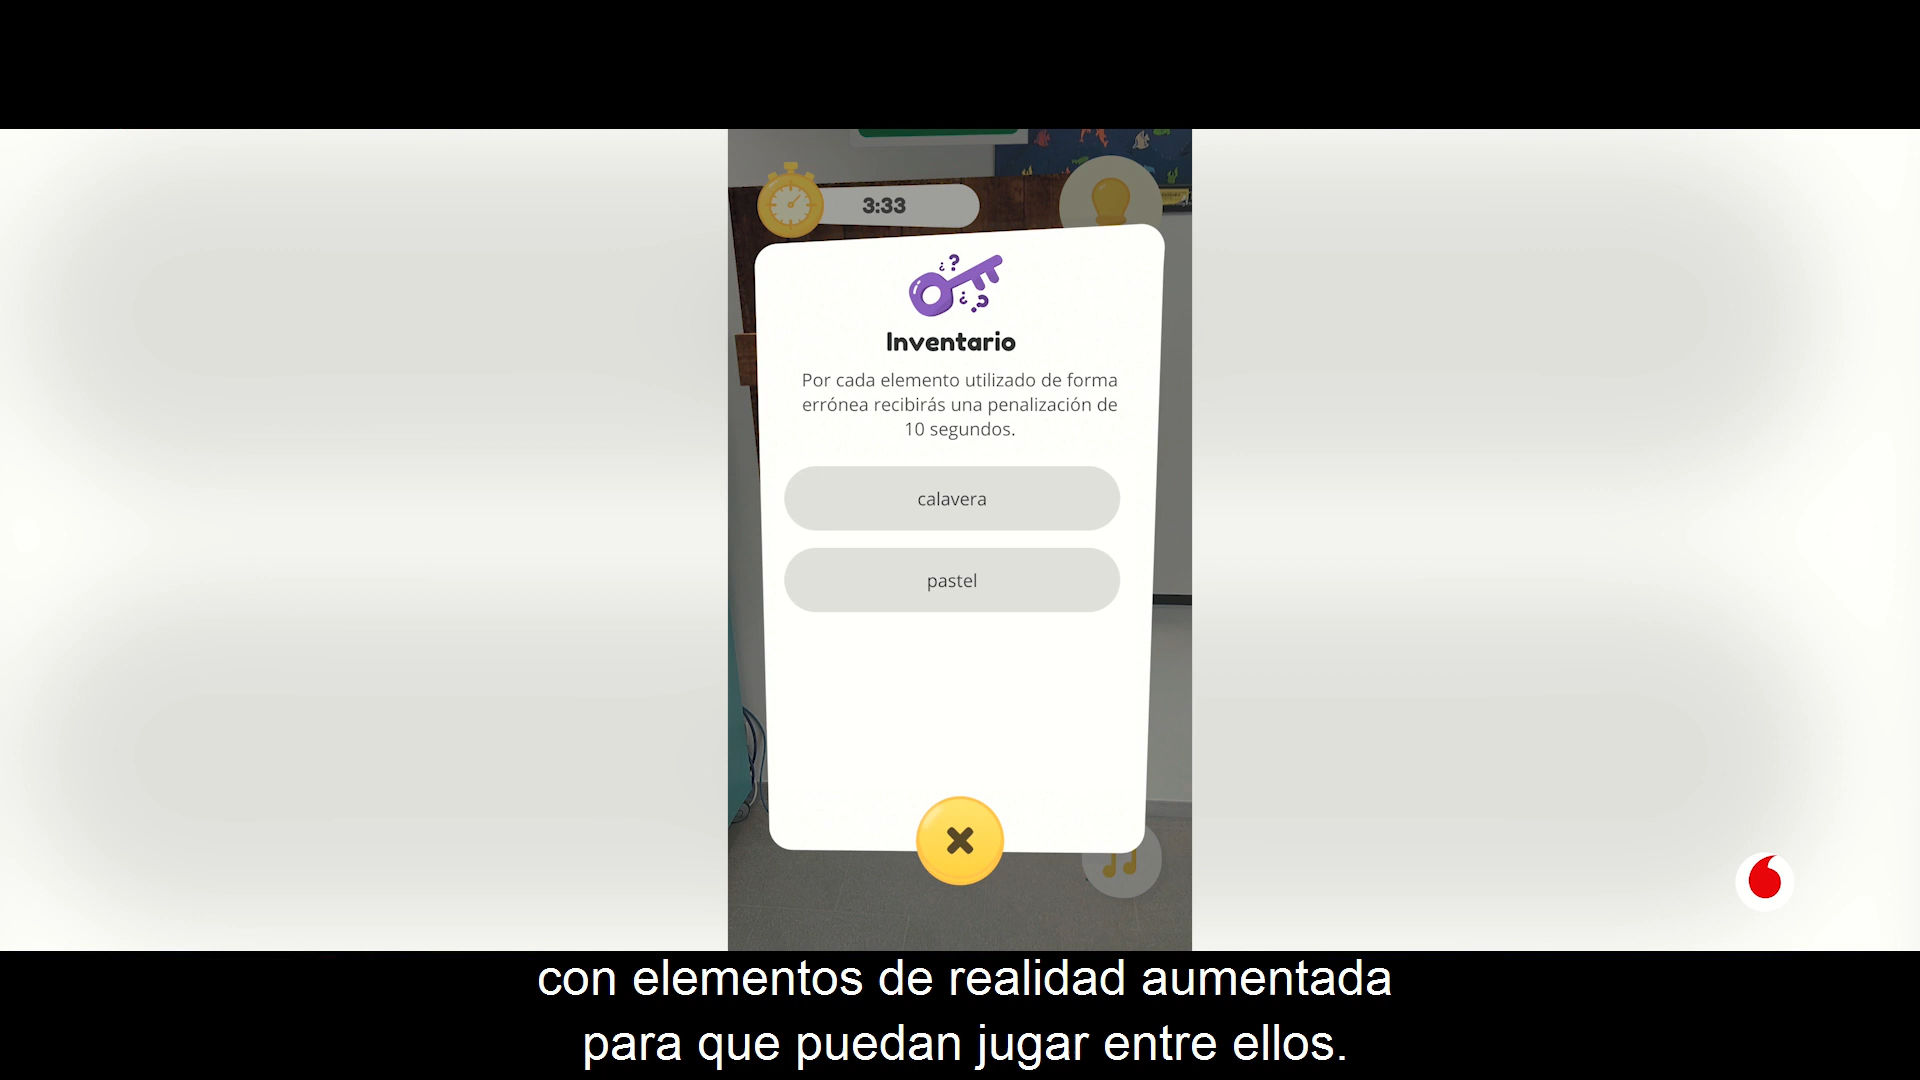 3:33
Inventario
Por cada elemento utilizado de forma
errónea recibirás una penalización de
10 segundos.
calavera
pastel
con elementos de realidad aumentada
para que puedan jugar entre ellos.